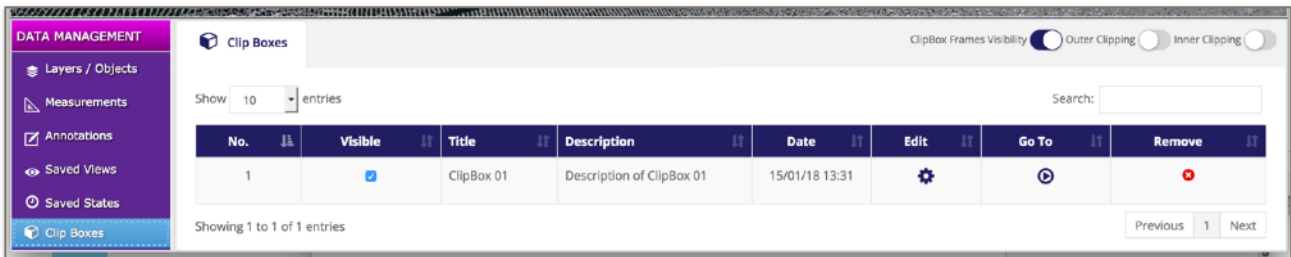 DATA MANAGEMENT
Layers / Objects
Measurements
Annotations
Saved Views
Saved States
Clip Boxes
Clip Boxes
ClipBox Frames Visibility Outer Clipping Inner Clipping
Show 10 entries
Search:
No. Visible Title Description Date Edit Go To Remove
1 ClipBox 01 Description of ClipBox 01 15/01/18 13:31
Showing 1 to 1 of 1 entries
Previous 1 Next